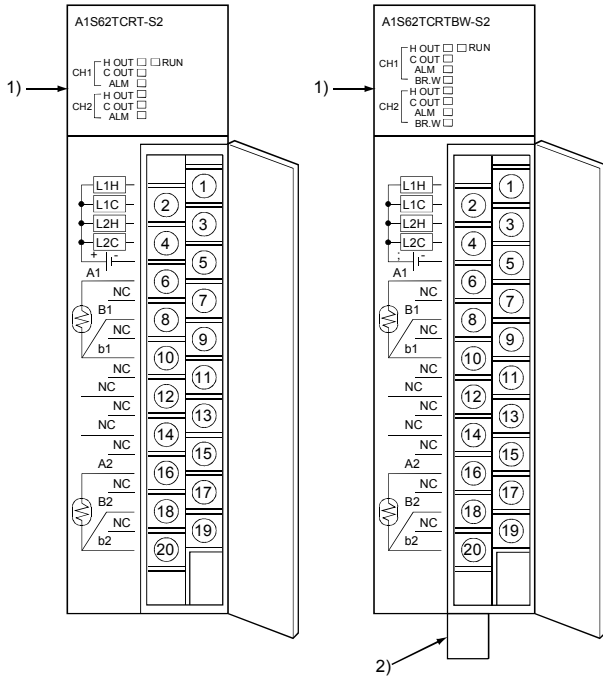 A1S62TCRT-S2
H OUT RUN
CH1 C OUT
ALM
H OUT
CH2 C OUT
ALM
1)
L1H
L1C
L2H
L2C
+ -
A1
NC
B1
NC
b1
NC
NC
NC
NC
NC
A2
NC
B2
NC
b2
1
2
3
4
5
6
7
8
9
10
11
12
13
14
15
16
17
18
19
20
A1S62TCRTBW-S2
H OUT RUN
CH1 C OUT
ALM
BR.W
H OUT
CH2 C OUT
ALM
BR.W
1)
L1H
L1C
L2H
L2C
; -
A1
NC
B1
NC
b1
NC
NC
NC
NC
NC
A2
NC
B2
NC
b2
1
2
3
4
5
6
7
8
9
10
11
12
13
14
15
16
17
18
19
20
2)